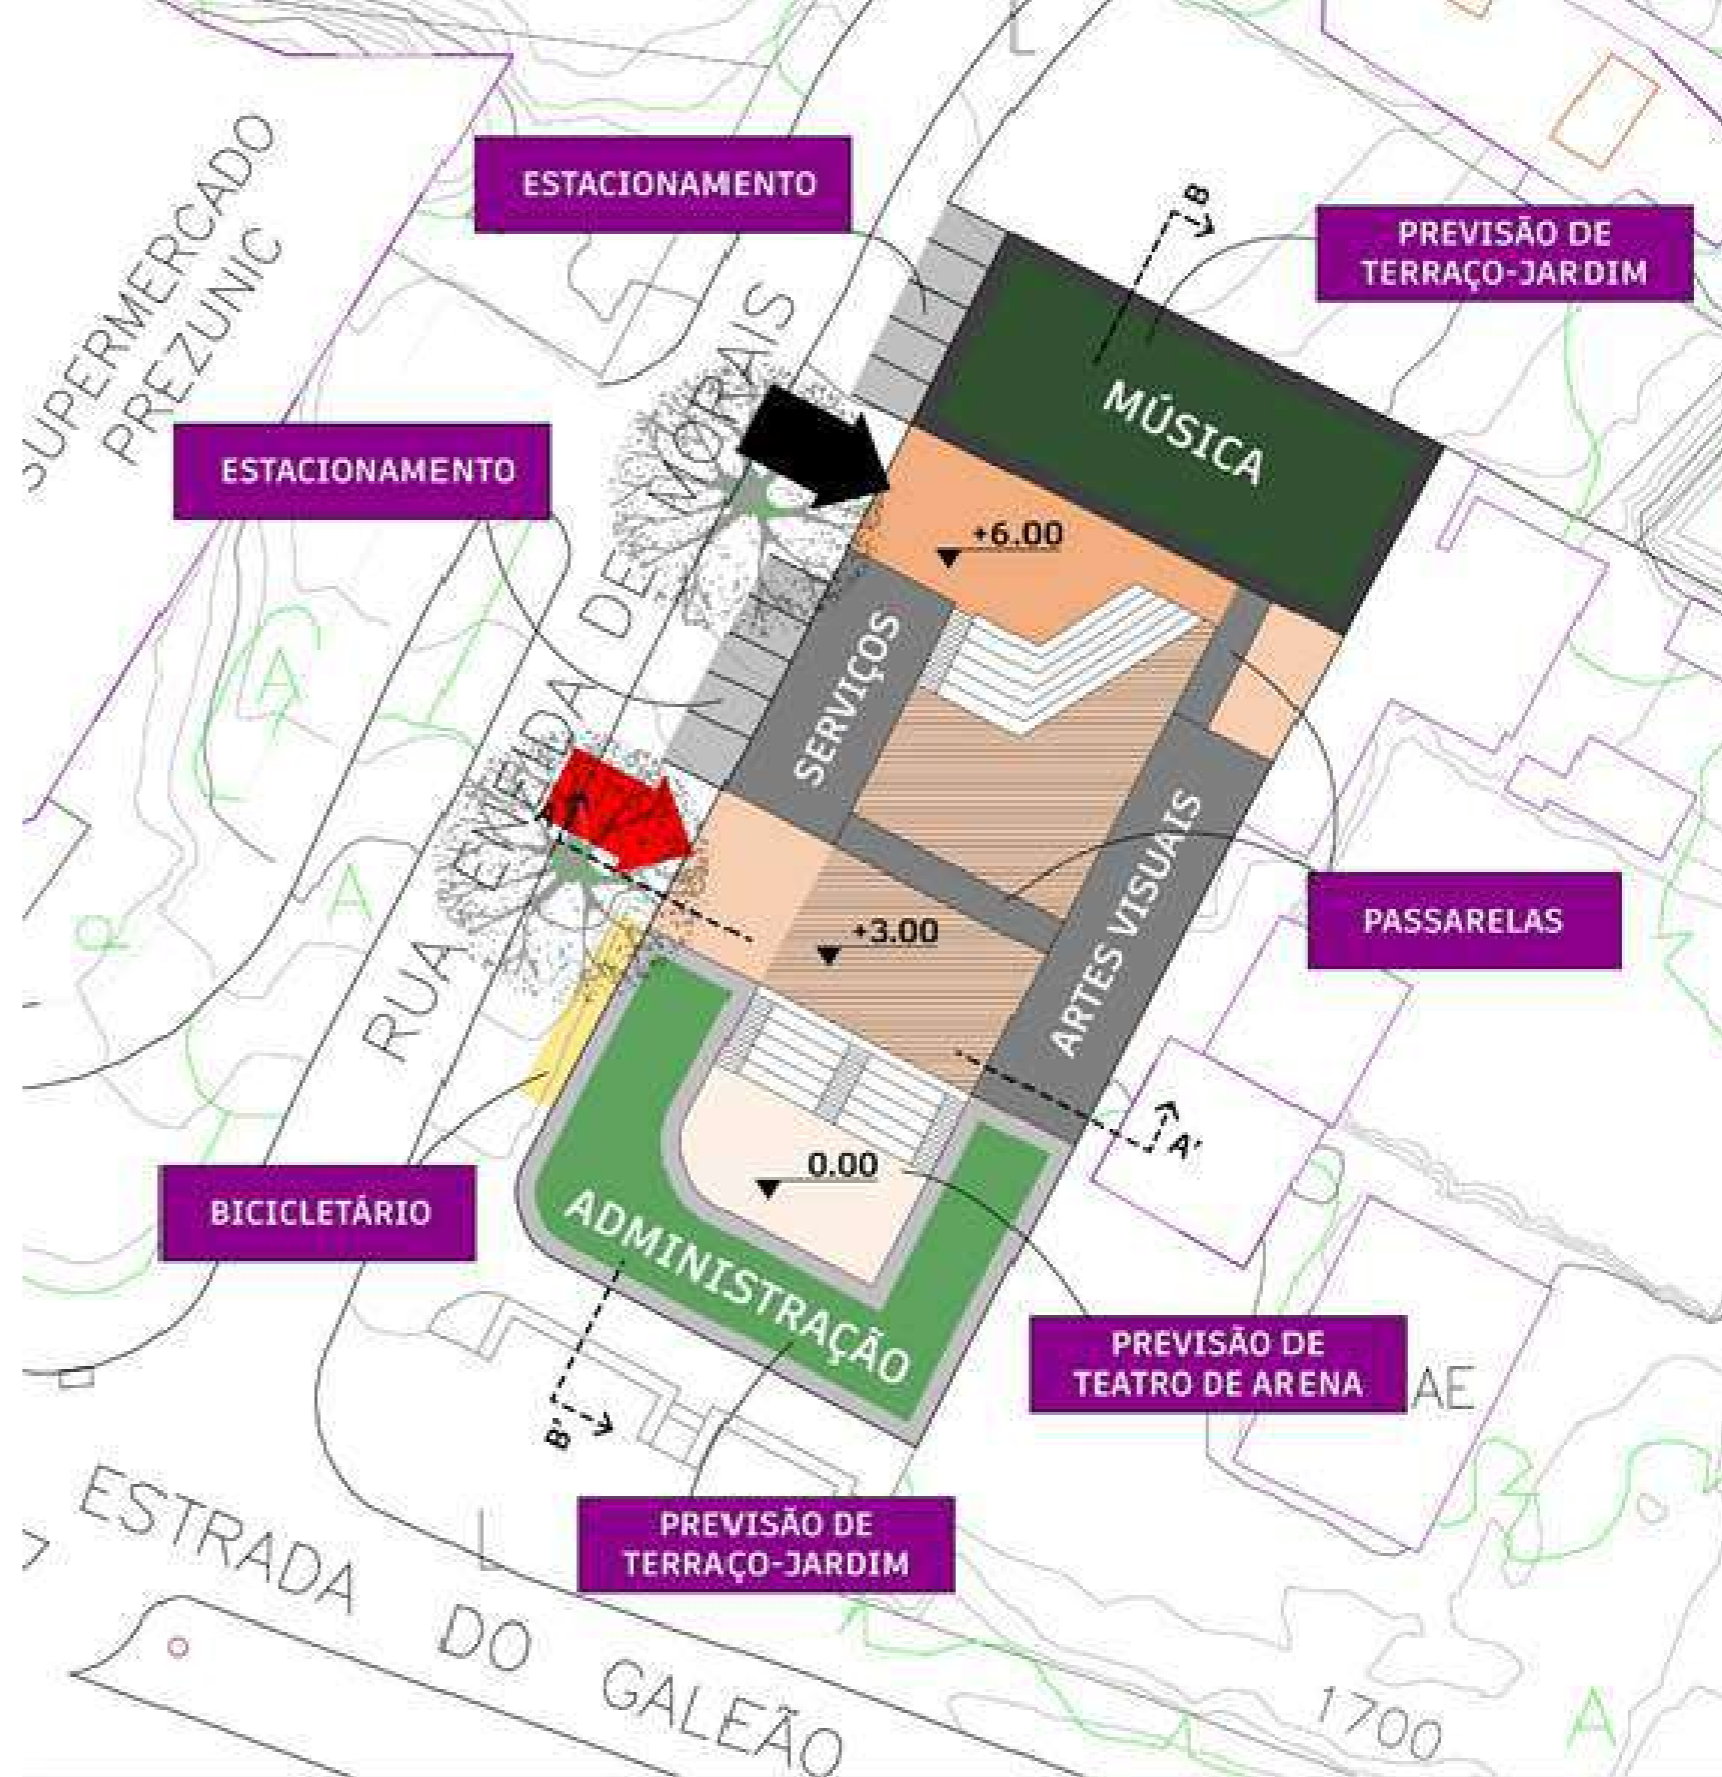 SUPERMERCADO
PREZUNIC
ESTACIONAMENTO
B
PREVISÃO DE
TERRAÇO-JARDIM
MÚSICA
ESTACIONAMENTO
+6.00
SERVIÇOS
RUA ENEIDA DE MORAIS
ARTES VISUAIS
PASSARELAS
+3.00
A
A
A
A'
0.00
BICICLETÁRIO
ADMINISTRAÇÃO
PREVISÃO DE
TEATRO DE ARENA
AE
B'
PREVISÃO DE
TERRAÇO-JARDIM
ESTRADA DO GALEÃO
1700
A